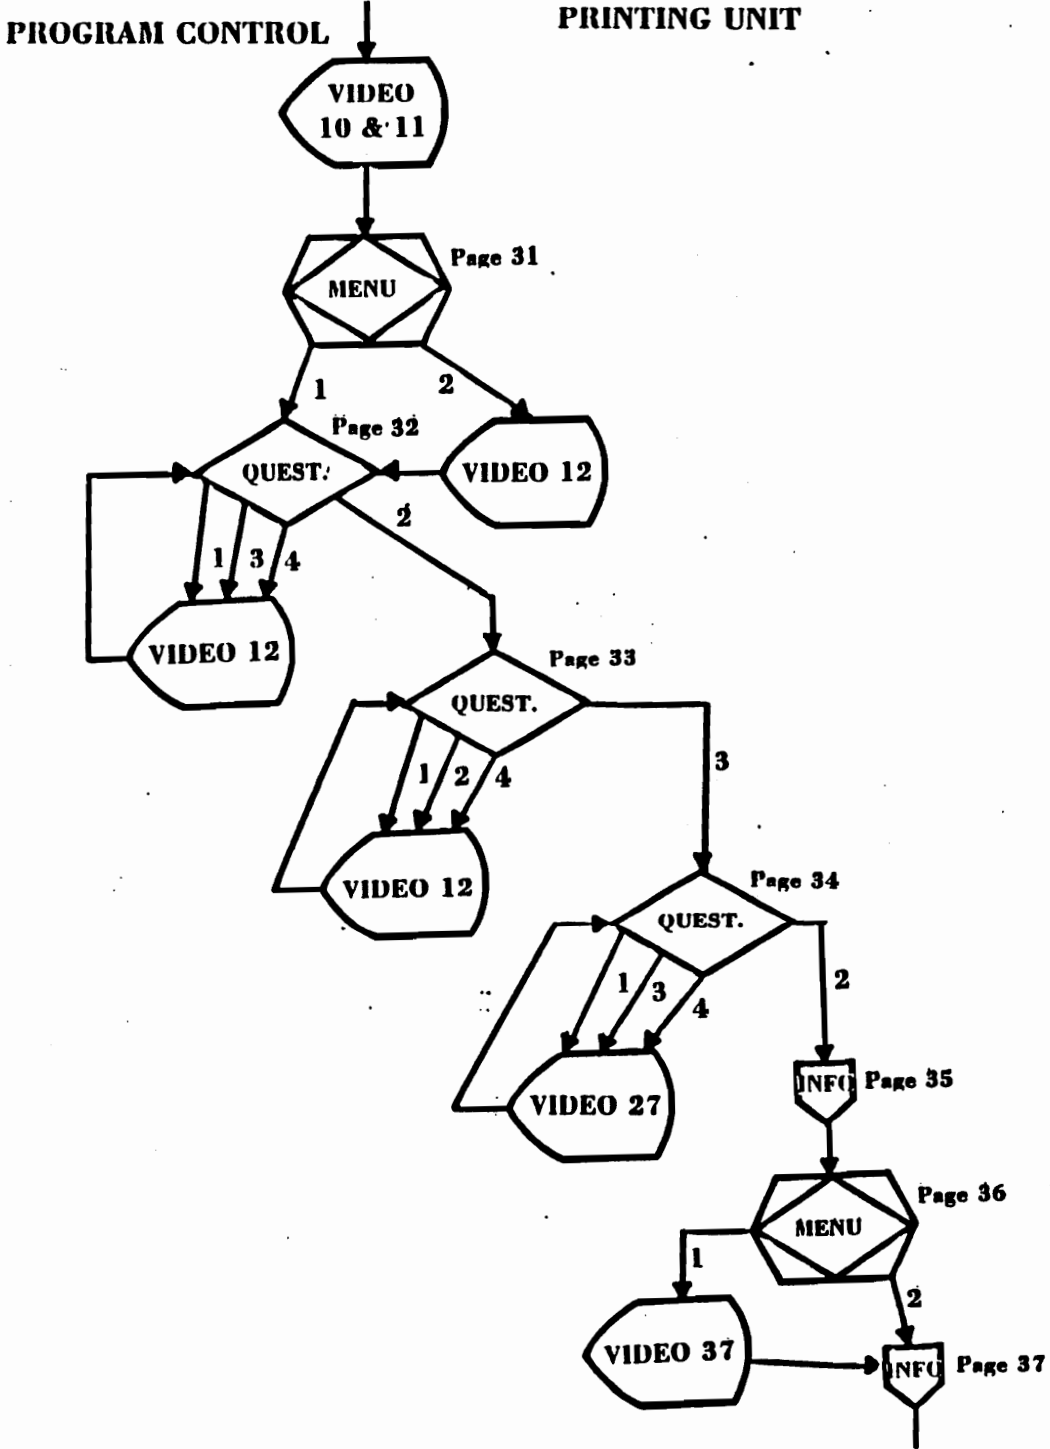 PROGRAM CONTROL
PRINTING UNIT
VIDEO
10 & 11
MENU
Page 31
1
2
Page 32
QUEST.
VIDEO 12
2
1
3
4
VIDEO 12
Page 33
QUEST.
1
2
4
3
VIDEO 12
Page 34
QUEST.
1
3
4
2
VIDEO 27
INFO
Page 35
MENU
Page 36
1
2
VIDEO 37
INFO
Page 37